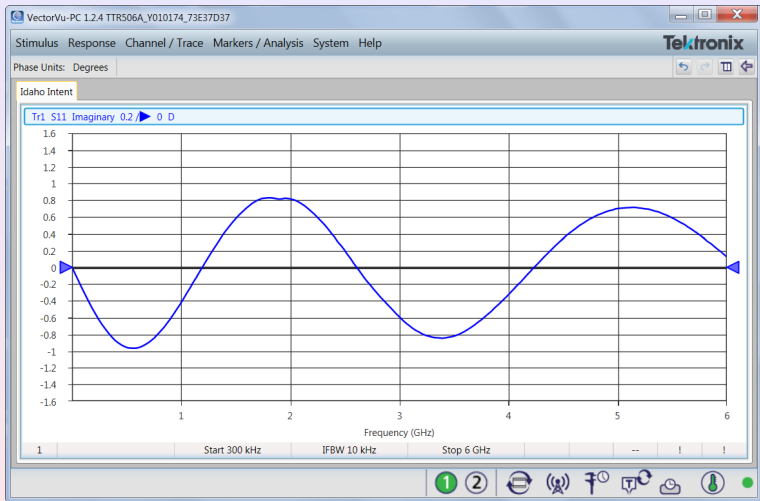 VectorVu-PC 1.2.4 TTR506A_Y010174_73E37D37
Stimulus Response Channel / Trace Markers / Analysis System Help
Tektronix
Phase Units: Degrees
Idaho Intent
Tr1 S11 Imaginary 0.2 / 0 D
1.6
1.4
1.2
1
0.8
0.6
0.4
0.2
0
-0.2
-0.4
-0.6
-0.8
-1
-1.2
-1.4
-1.6
1 2 3 4 5 6
Frequency (GHz)
1 Start 300 kHz IFBW 10 kHz Stop 6 GHz -- ! !
1 2 T